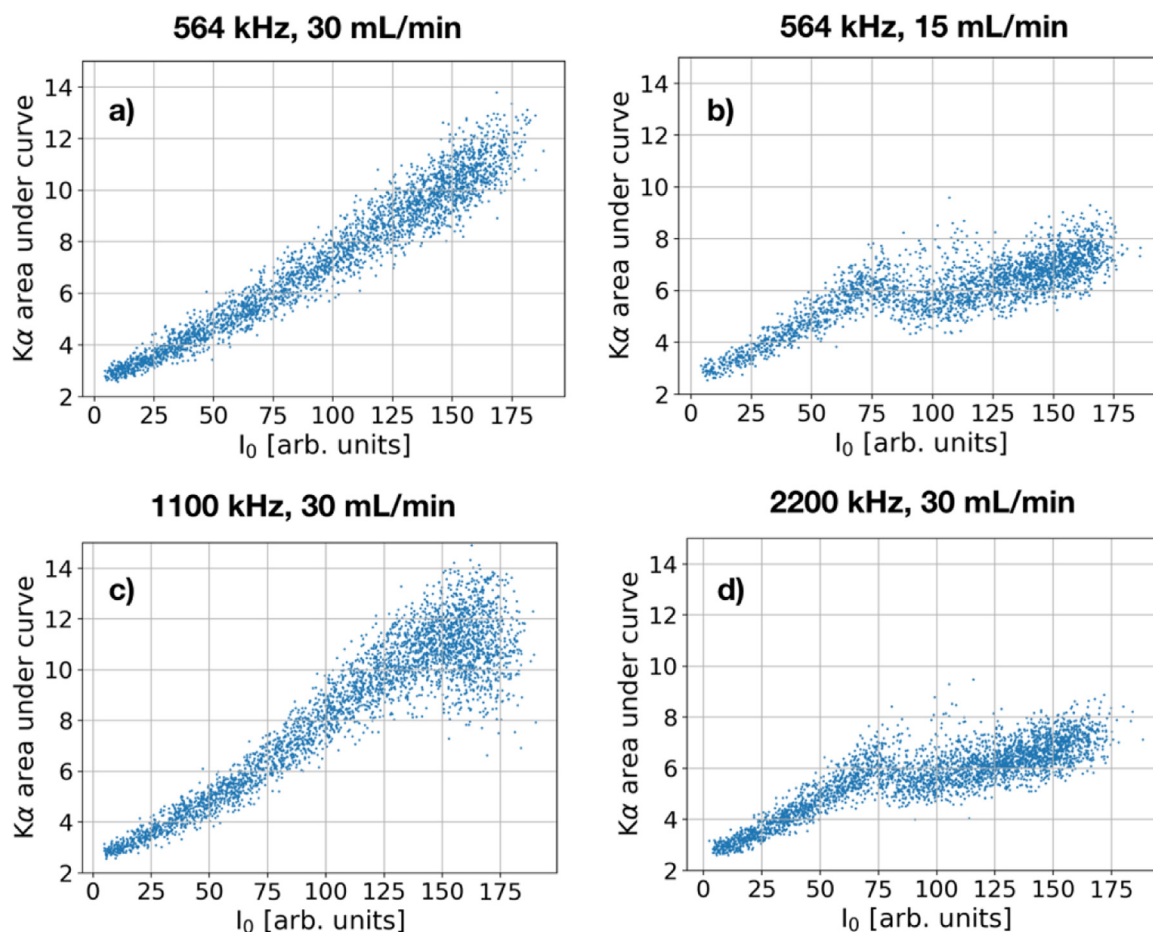 564 kHz, 30 mL/min
a)
Kα area under curve
14
12
10
8
6
4
2
0 25 50 75 100 125 150 175
I₀ [arb. units]
564 kHz, 15 mL/min
b)
Kα area under curve
14
12
10
8
6
4
2
0 25 50 75 100 125 150 175
I₀ [arb. units]
1100 kHz, 30 mL/min
c)
Kα area under curve
14
12
10
8
6
4
2
0 25 50 75 100 125 150 175
I₀ [arb. units]
2200 kHz, 30 mL/min
d)
Kα area under curve
14
12
10
8
6
4
2
0 25 50 75 100 125 150 175
I₀ [arb. units]